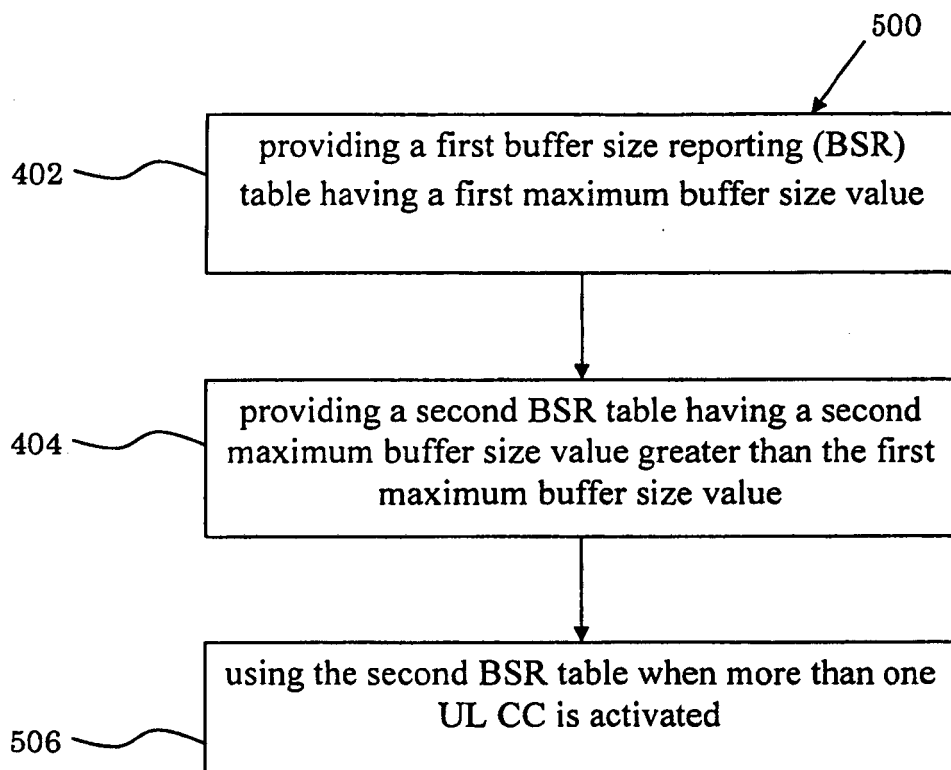 500
402
providing a first buffer size reporting (BSR)
table having a first maximum buffer size value
404
providing a second BSR table having a second
maximum buffer size value greater than the first
maximum buffer size value
506
using the second BSR table when more than one
UL CC is activated